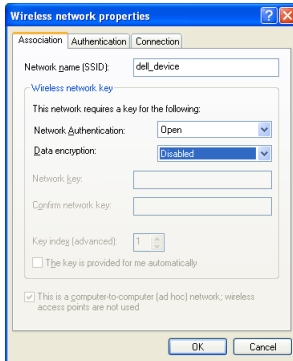 Wireless network properties
Association Authentication Connection
Network name (SSID): dell_device
Wireless network key
This network requires a key for the following:
Network Authentication: Open
Data encryption: Disabled
Network key:
Confirm network key:
Key index (advanced): 1
The key is provided for me automatically
This is a computer-to-computer (ad hoc) network; wireless
access points are not used
OK Cancel